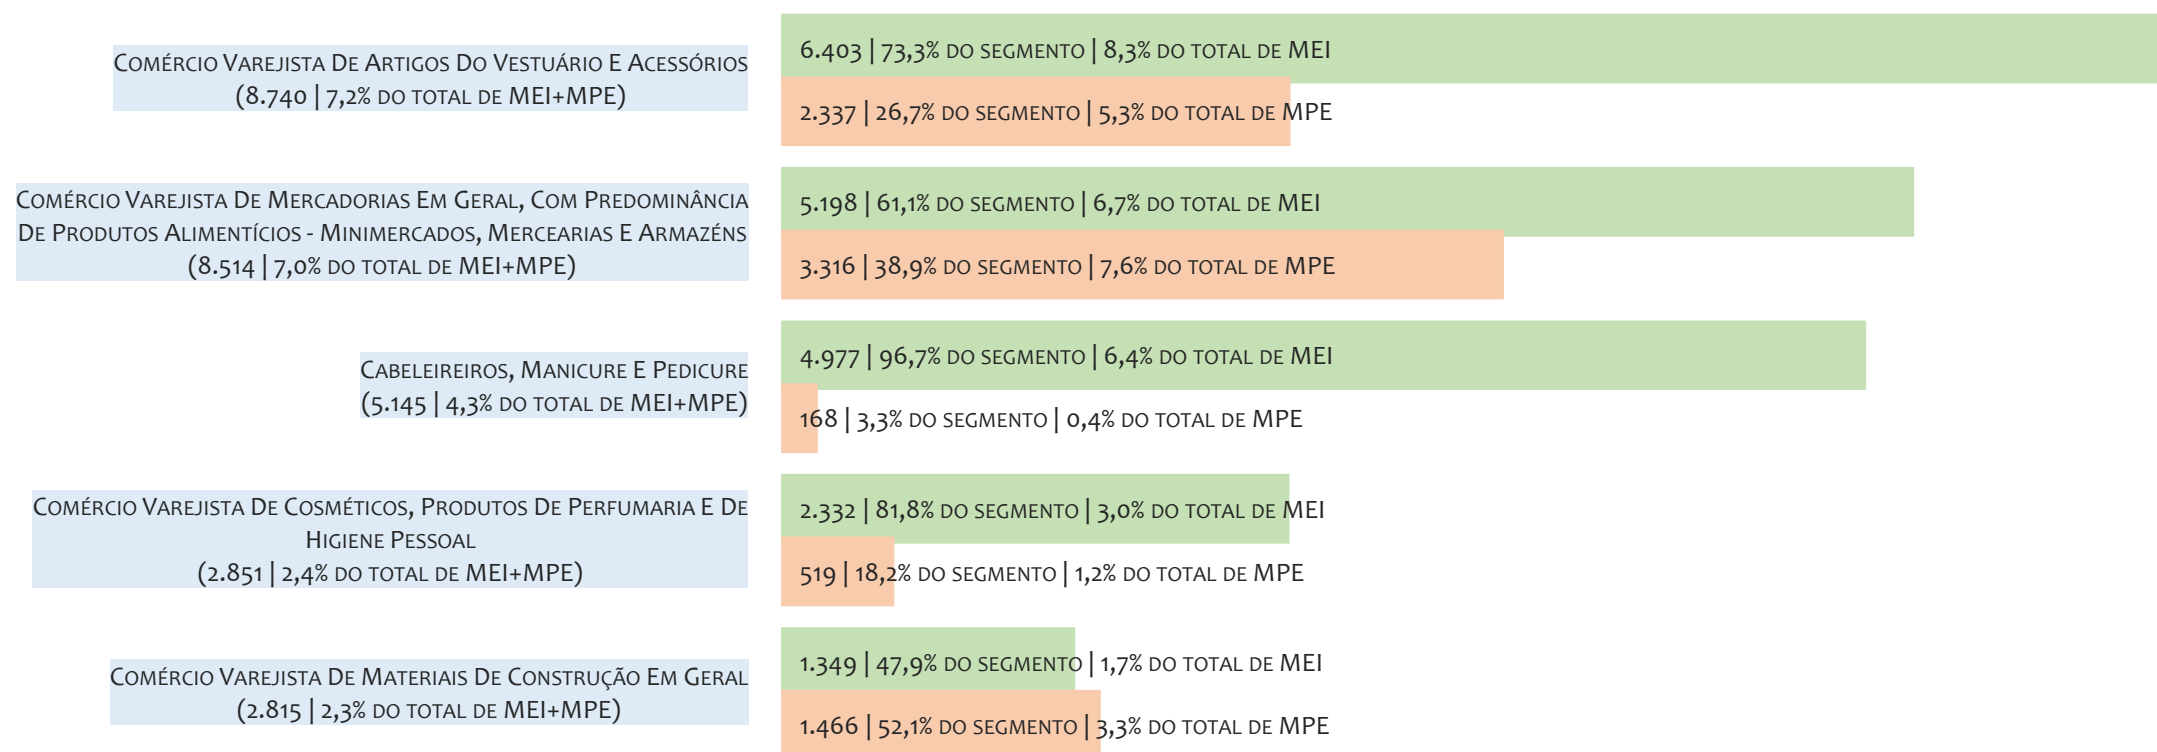 Comércio Varejista De Artigos Do Vestuário E Acessórios
(8.740 | 7,2% do total de MEI+MPE)
6.403 | 73,3% do segmento | 8,3% do total de MEI
2.337 | 26,7% do segmento | 5,3% do total de MPE
Comércio Varejista De Mercadorias Em Geral, Com Predominância
De Produtos Alimentícios - Minimercados, Mercearias E Armazéns
(8.514 | 7,0% do total de MEI+MPE)
5.198 | 61,1% do segmento | 6,7% do total de MEI
3.316 | 38,9% do segmento | 7,6% do total de MPE
Cabeleireiros, Manicure E Pedicure
(5.145 | 4,3% do total de MEI+MPE)
4.977 | 96,7% do segmento | 6,4% do total de MEI
168 | 3,3% do segmento | 0,4% do total de MPE
Comércio Varejista De Cosméticos, Produtos De Perfumaria E De
Higiene Pessoal
(2.851 | 2,4% do total de MEI+MPE)
2.332 | 81,8% do segmento | 3,0% do total de MEI
519 | 18,2% do segmento | 1,2% do total de MPE
Comércio Varejista De Materiais De Construção Em Geral
(2.815 | 2,3% do total de MEI+MPE)
1.349 | 47,9% do segmento | 1,7% do total de MEI
1.466 | 52,1% do segmento | 3,3% do total de MPE